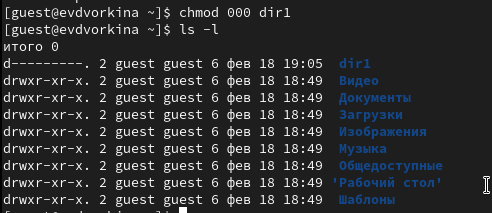 [guest@evdvorkina ~]$ chmod 000 dir1
[guest@evdvorkina ~]$ ls -l
итого 0
d---------. 2 guest guest 6 фев 18 19:05  dir1
drwxr-xr-x. 2 guest guest 6 фев 18 18:49  Видео
drwxr-xr-x. 2 guest guest 6 фев 18 18:49  Документы
drwxr-xr-x. 2 guest guest 6 фев 18 18:49  Загрузки
drwxr-xr-x. 2 guest guest 6 фев 18 18:49  Изображения
drwxr-xr-x. 2 guest guest 6 фев 18 18:49  Музыка
drwxr-xr-x. 2 guest guest 6 фев 18 18:49  Общедоступные
drwxr-xr-x. 2 guest guest 6 фев 18 18:49 'Рабочий стол'
drwxr-xr-x. 2 guest guest 6 фев 18 18:49  Шаблоны